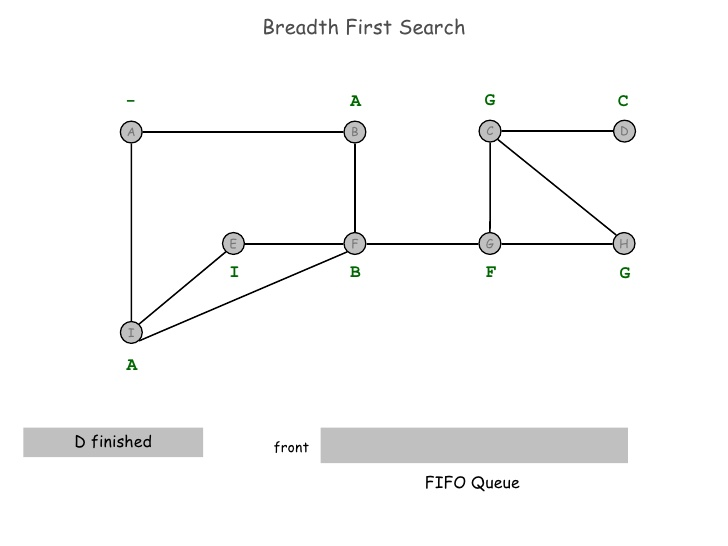 Breadth First Search
- A G C
A B C D
E F G H
I B F G
I
A
D finished
front
FIFO Queue